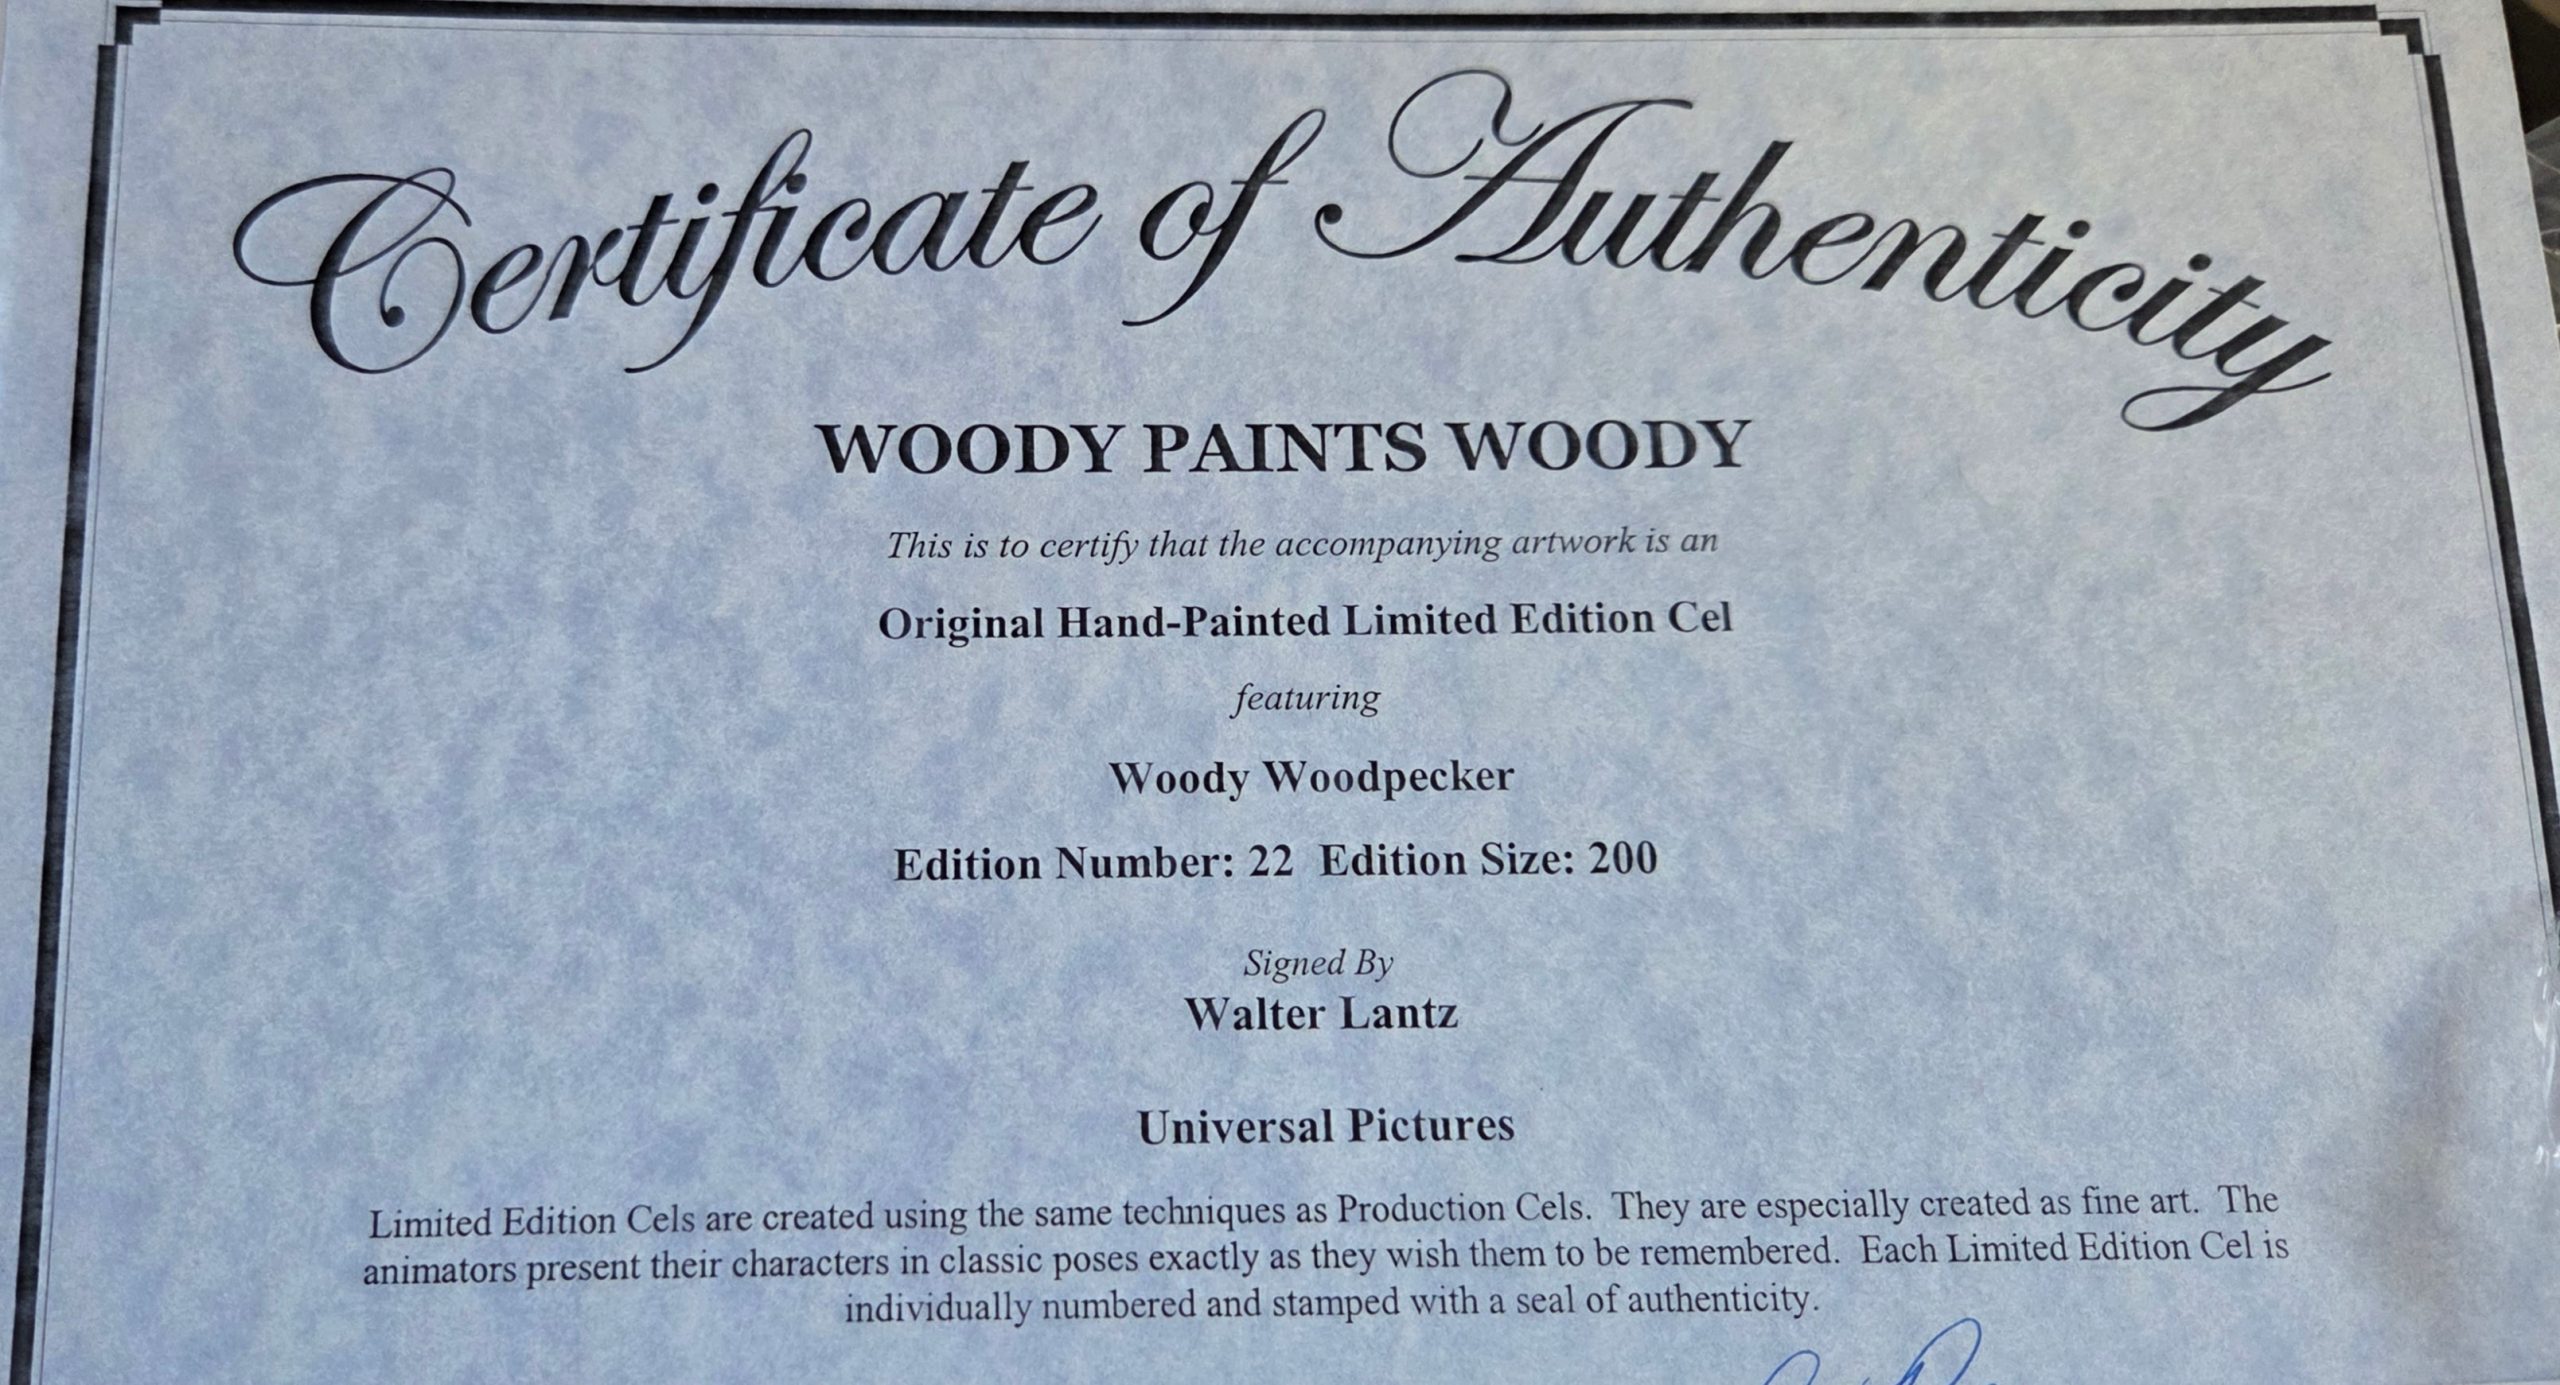 Certificate of Authenticity
WOODY PAINTS WOODY
This is to certify that the accompanying artwork is an
Original Hand-Painted Limited Edition Cel
featuring
Woody Woodpecker
Edition Number: 22  Edition Size: 200
Signed By
Walter Lantz
Universal Pictures
Limited Edition Cels are created using the same techniques as Production Cels.  They are especially created as fine art.  The
animators present their characters in classic poses exactly as they wish them to be remembered.  Each Limited Edition Cel is
individually numbered and stamped with a seal of authenticity.